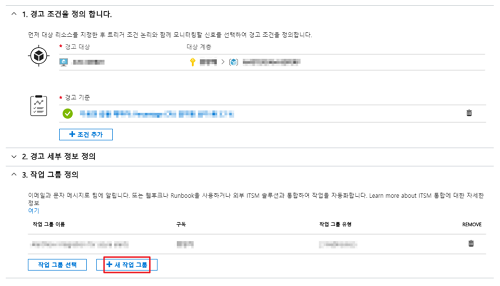 1. 경고 조건을 정의 합니다.
먼저 대상 리소스를 지정한 후 트리거 조건 논리와 함께 모니터링할 신호를 선택하여 경고 조건을 정의합니다.
* 경고 대상 대상 계층
>
* 경고 기준
+ 조건 추가
2. 경고 세부 정보 정의
3. 작업 그룹 정의
이메일과 문자 메시지로 팀에 알립니다. 또는 웹후크나 Runbook을 사용하거나 외부 ITSM 솔루션과 통합하여 작업을 자동화합니다. Learn more about ITSM 통합에 대한 자세한 정보
여기
작업 그룹 이름 구독 작업 그룹 유형 REMOVE
작업 그룹 선택 + 새 작업 그룹